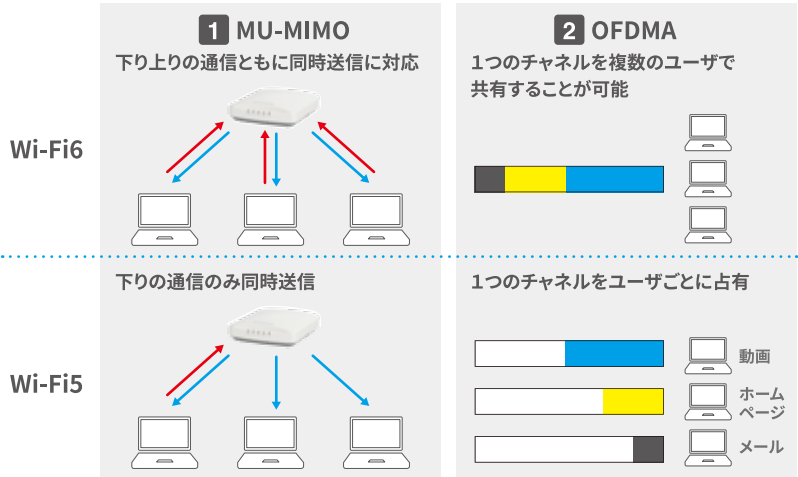 1 MU-MIMO
下り上りの通信ともに同時送信に対応
2 OFDMA
1つのチャネルを複数のユーザで
共有することが可能
Wi-Fi6
下りの通信のみ同時送信
1つのチャネルをユーザごとに占有
Wi-Fi5
動画
ホーム
ページ
メール